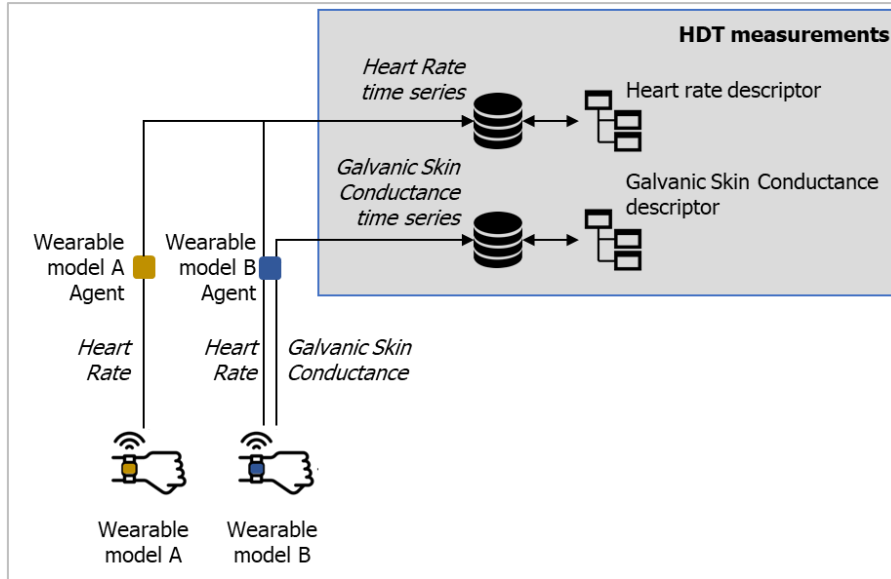 HDT measurements
Heart Rate
time series
Heart rate descriptor
Galvanic Skin
Conductance
time series
Galvanic Skin Conductance
descriptor
Wearable
model A
Agent
Wearable
model B
Agent
Heart
Rate
Heart
Rate
Galvanic Skin
Conductance
Wearable
model A
Wearable
model B